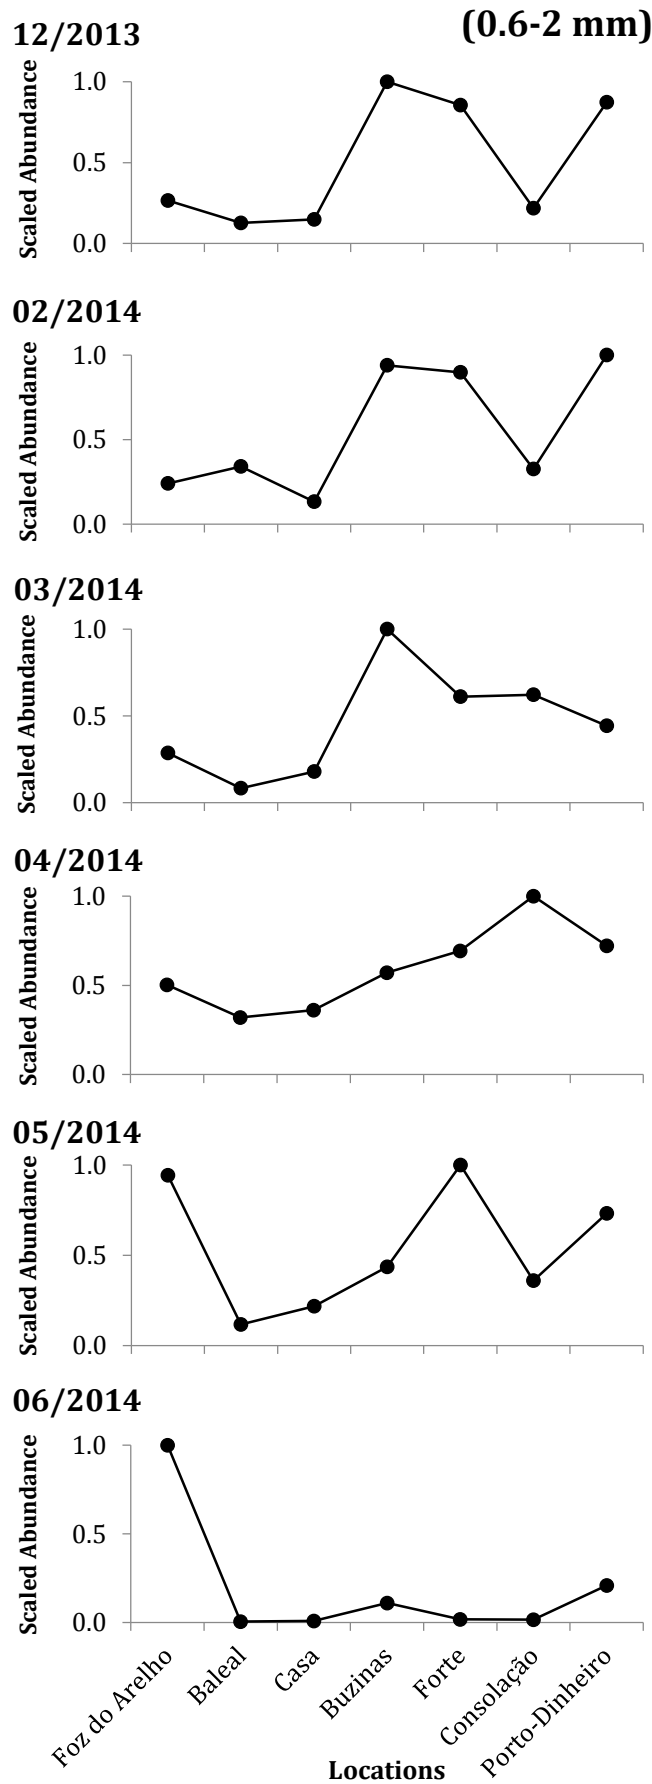 12/2013
(0.6-2 mm)
Scaled Abundance
1.0
0.5
0.0
02/2014
Scaled Abundance
1.0
0.5
0.0
03/2014
Scaled Abundance
1.0
0.5
0.0
04/2014
Scaled Abundance
1.0
0.5
0.0
05/2014
Scaled Abundance
1.0
0.5
0.0
06/2014
Scaled Abundance
1.0
0.5
0.0
Foz do Arelho
Baleal
Casa
Buzinas
Forte
Consolação
Porto-Dinheiro
Locations